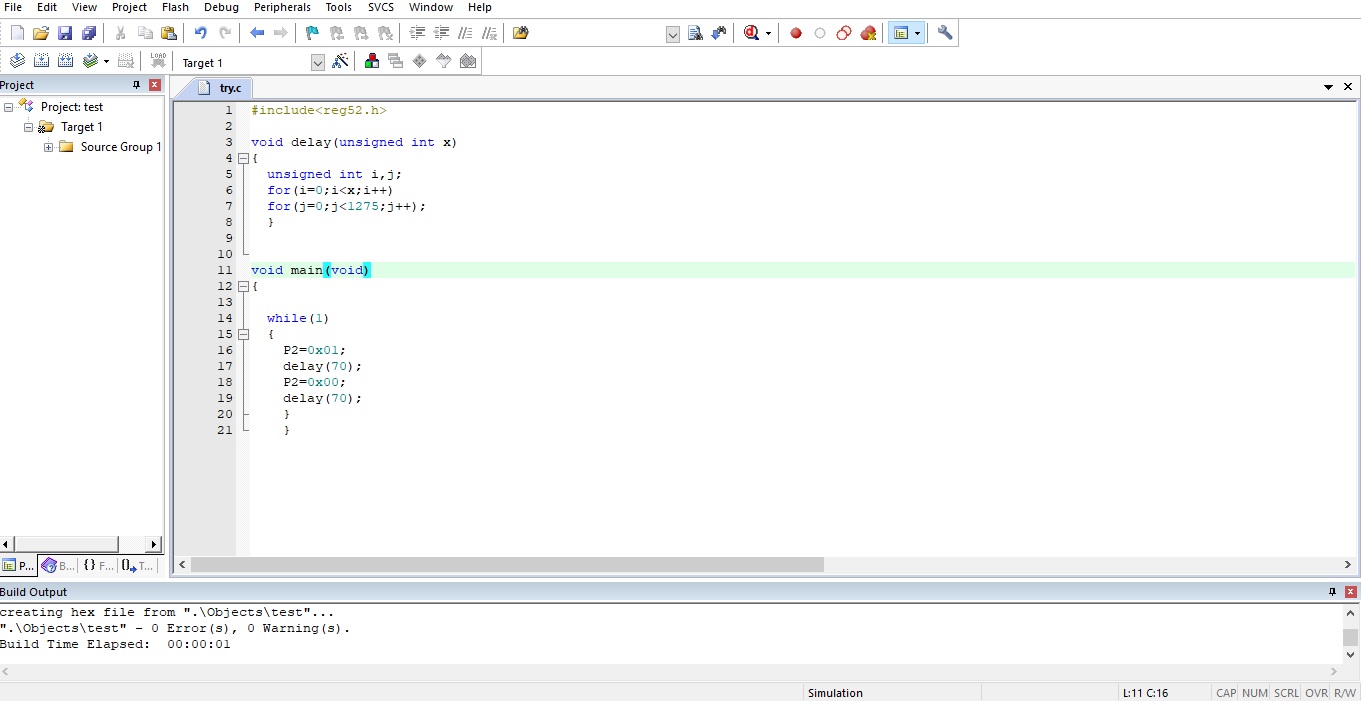 File Edit View Project Flash Debug Peripherals Tools SVCS Window Help
LOAD
Target 1
Project
Project: test
Target 1
Source Group 1
P... B... {} F... 0 T...
try.c
1 #include<reg52.h>
2
3 void delay(unsigned int x)
4 {
5 unsigned int i,j;
6 for(i=0;i<x;i++)
7 for(j=0;j<1275;j++);
8 }
9
10
11 void main(void)
12 {
13
14 while(1)
15 {
16 P2=0x01;
17 delay(70);
18 P2=0x00;
19 delay(70);
20 }
21 }
Build Output
creating hex file from ".\Objects\test"...
".\Objects\test" - 0 Error(s), 0 Warning(s).
Build Time Elapsed:  00:00:01
Simulation L:11 C:16 CAP NUM SCRL OVR R/W